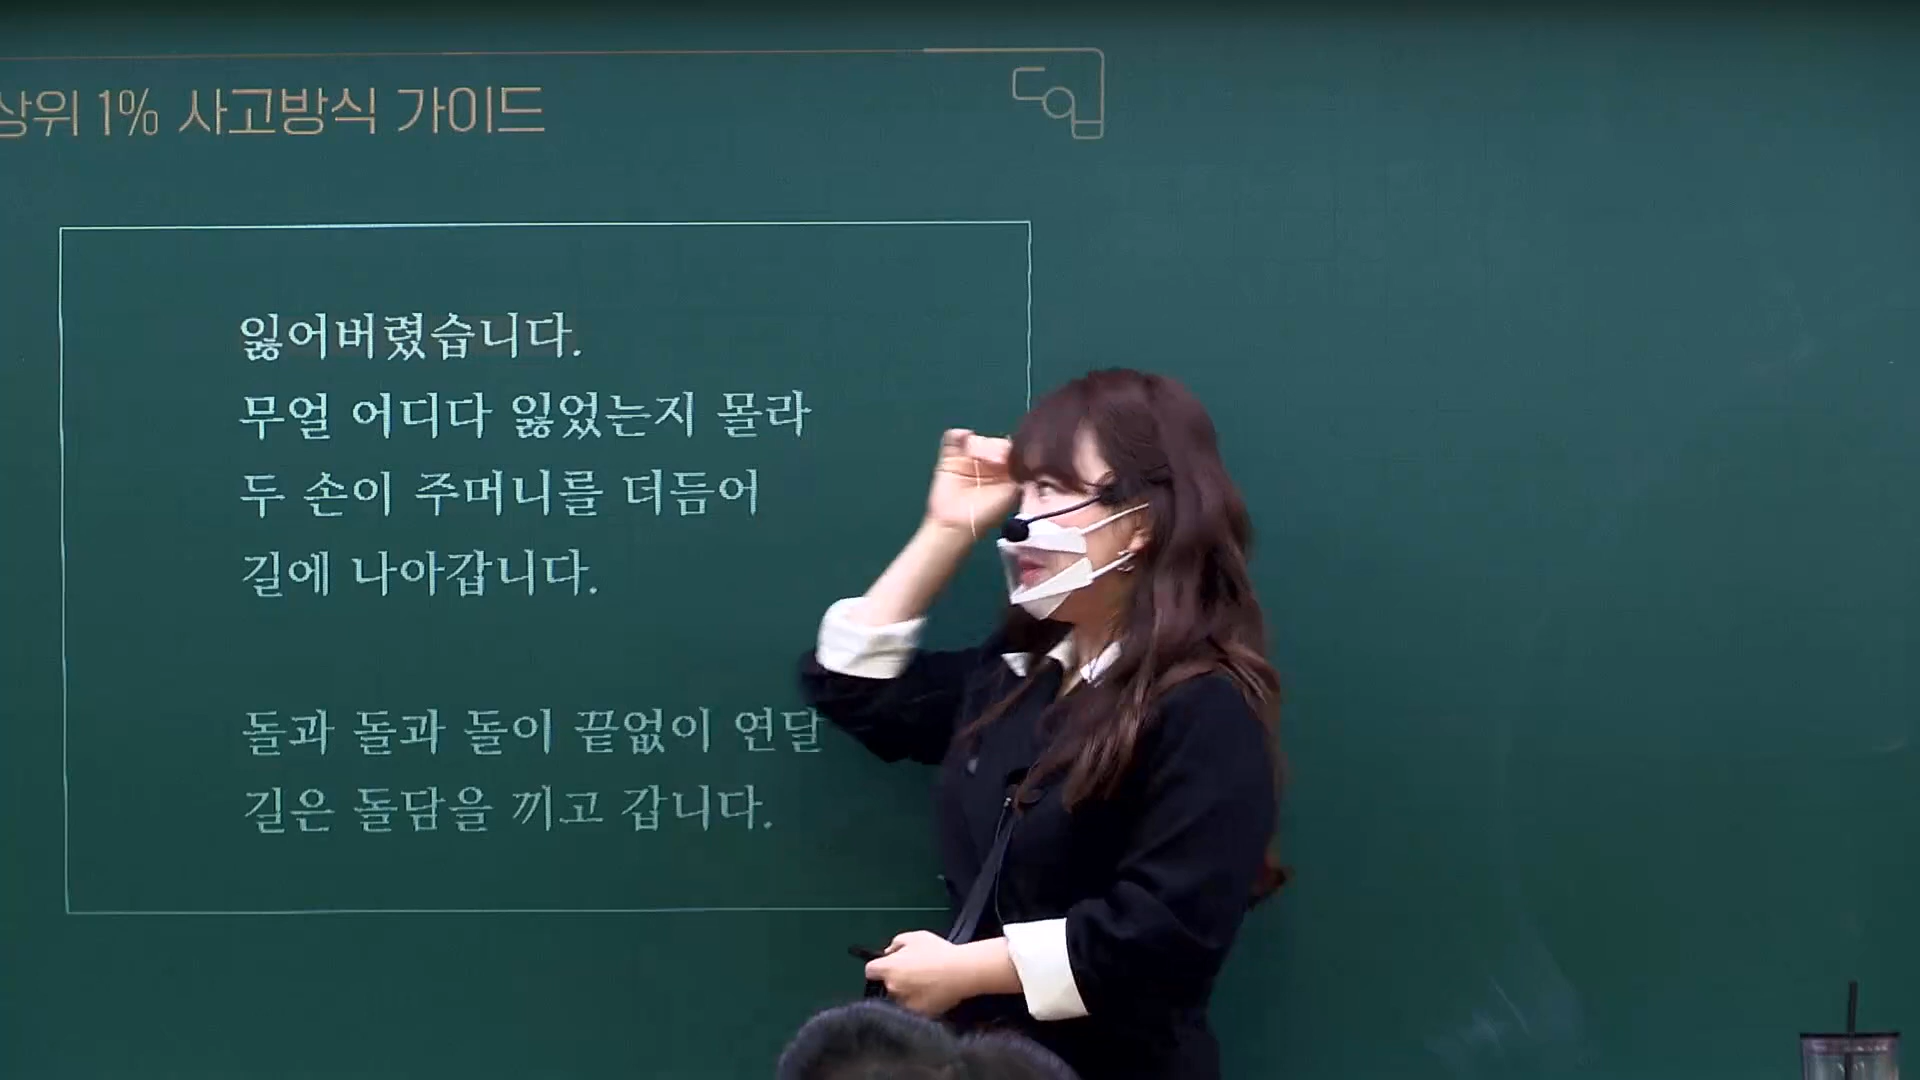 상위 1% 사고방식 가이드
잃어버렸습니다.
무얼 어디다 잃었는지 몰라
두 손이 주머니를 더듬어
길에 나아갑니다.
돌과 돌과 돌이 끝없이 연달
길은 돌담을 끼고 갑니다.